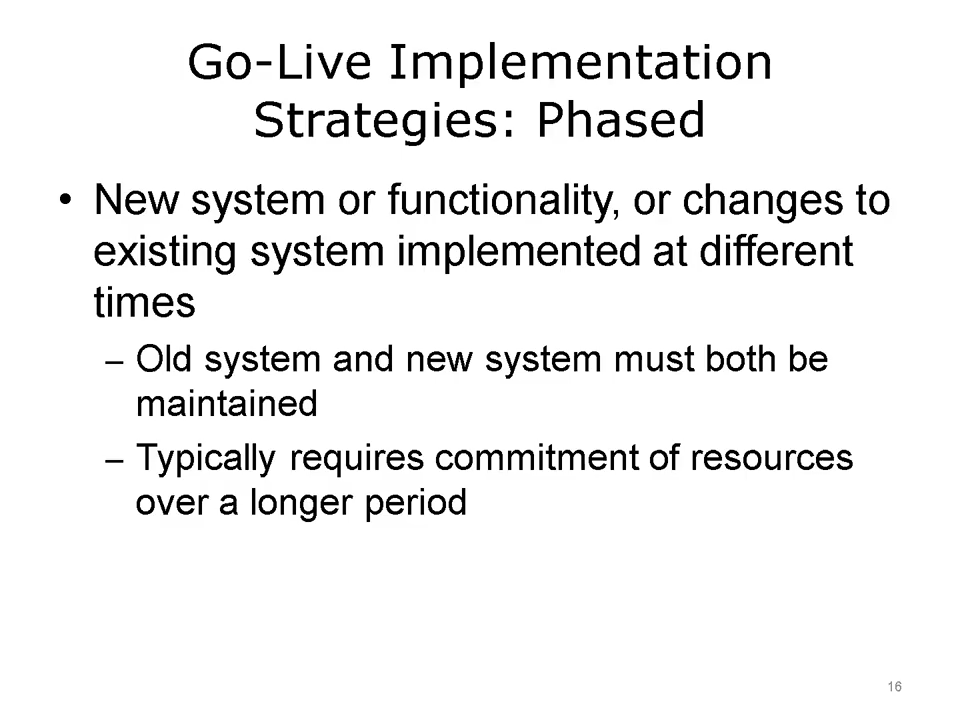 Go-Live Implementation
Strategies: Phased
• New system or functionality, or changes to
existing system implemented at different
times
– Old system and new system must both be
maintained
– Typically requires commitment of resources
over a longer period
16